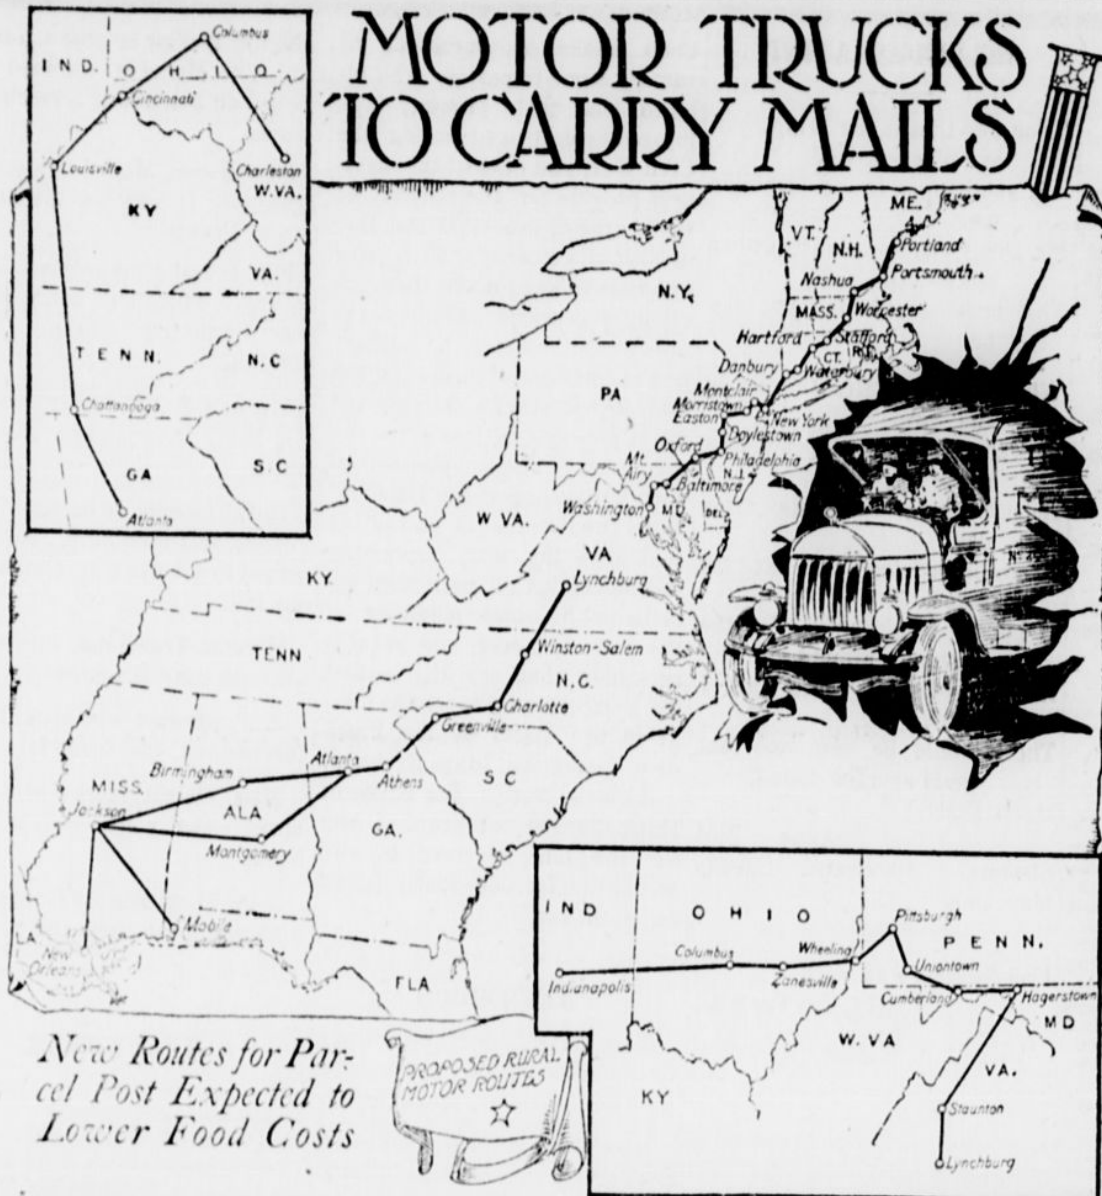 MOTOR TRUCKS
TO CARRY MAILS
Columbus
IND.
OHIO
Cincinnati
Louisville
Charleston
W.VA.
KY
VA.
TENN.
N.C
Chattanooga
S.C
GA
Atlanta
ME.
VT.
N.H.
Portland
Portsmouth
N.Y.
Nashua
MASS.
Worcester
Hartford
Stafford
CT.
R.I.
Danbury
Waterbury
PA
Montclair
Morristown
New York
Easton
Doylestown
Oxford
Philadelphia
N.J.
Mt.
Airy
Baltimore
Washington
MD
DEL
W VA.
VA
KY.
Lynchburg
TENN
Winston-Salem
N.C.
Charlotte
Greenville
Atlanta
Athens
Birmingham
S C
MISS.
Jackson
ALA
GA.
Montgomery
Mobile
LA.
New
Orleans
FLA
IND
OHIO
Pittsburgh
PENN.
Columbus
Wheeling
Uniontown
Indianapolis
Zanesville
Cumberland
Hagerstown
MD
W. VA
VA.
KY
Staunton
Lynchburg
New Routes for Par-
cel Post Expected to
Lower Food Costs
PROPOSED RURAL
MOTOR ROUTES